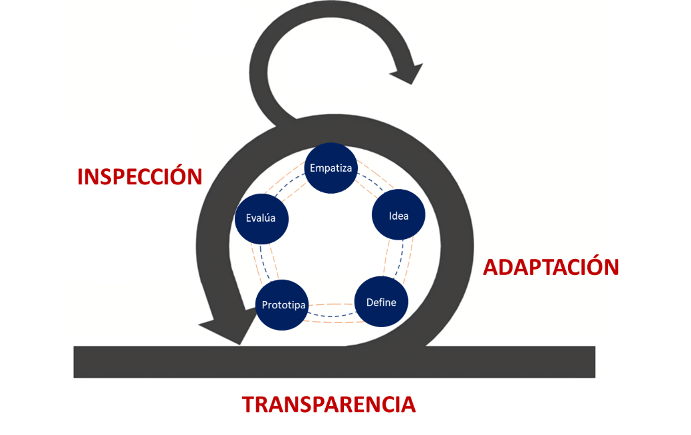 Empatiza
INSPECCIÓN
Evalúa
Idea
ADAPTACIÓN
Prototipa
Define
TRANSPARENCIA